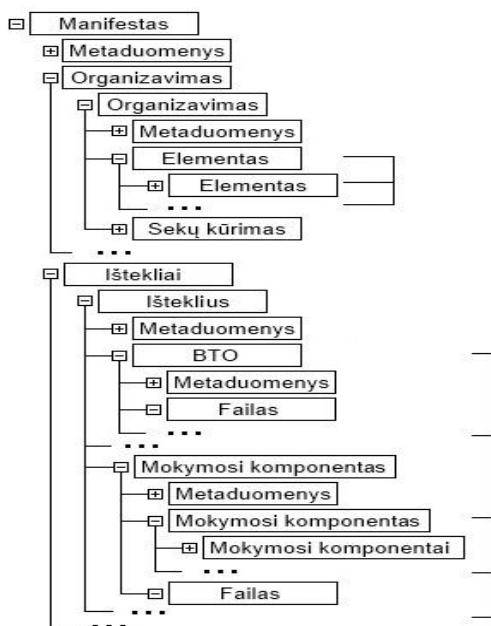 Manifestas
Metaduomenys
Organizavimas
Organizavimas
Metaduomenys
Elementas
Elementas
...
Sekų kūrimas
...
Ištekliai
Išteklius
Metaduomenys
BTO
Metaduomenys
Failas
...
...
Mokymosi komponentas
Metaduomenys
Mokymosi komponentas
Mokymosi komponentai
...
Failas
...
...